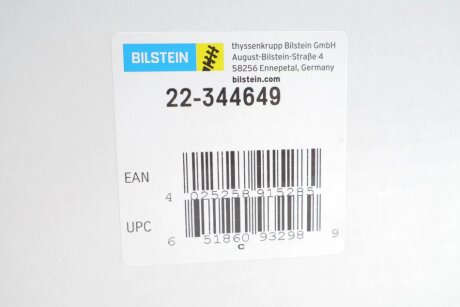 BILSTEIN
thyssenkrupp Bilstein GmbH
August-Bilstein-Straße 4
58256 Ennepetal, Germany
bilstein.com
22-344649
EAN
4 025258 915285
UPC
6 51860 93298 9
C